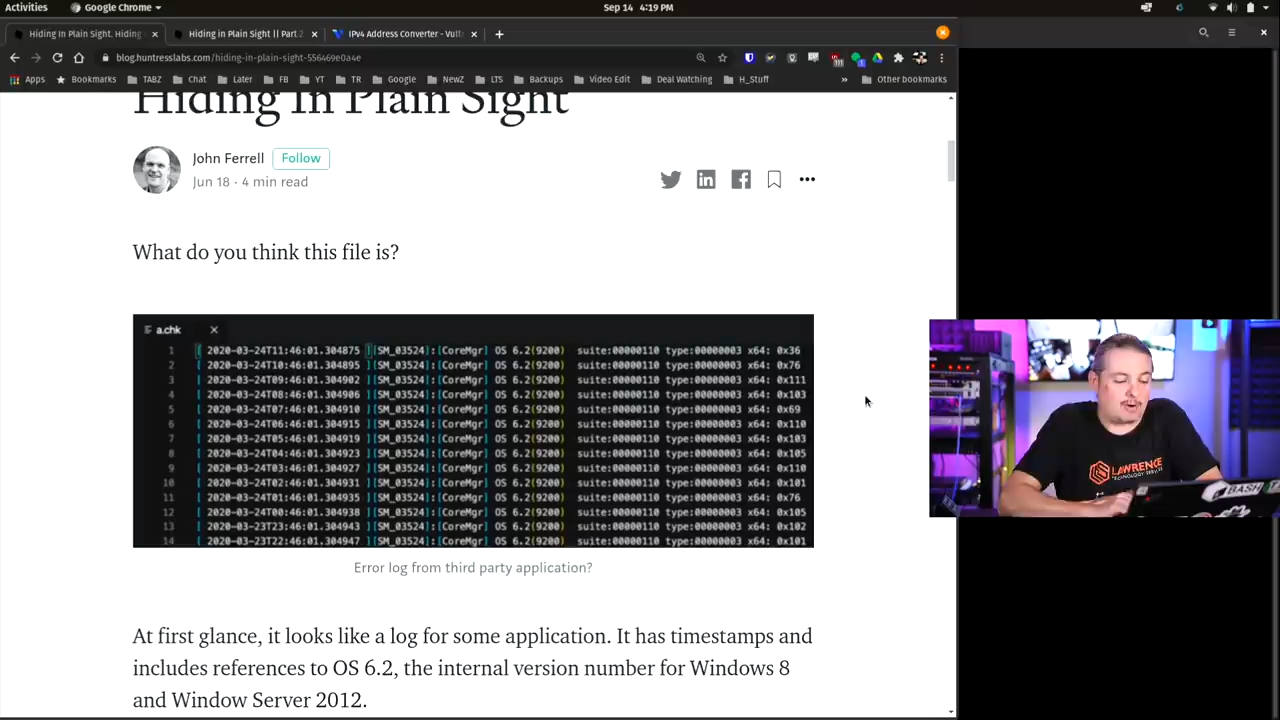 Activities
Google Chrome
Sep 14 4:19 PM
Hiding In Plain Sight. Hiding
Hiding in Plain Sight || Part 2
IPv4 Address Converter - Vult
blog.huntresslabs.com/hiding-in-plain-sight-556469e0a4e
Apps
Bookmarks
TABZ
Chat
Later
FB
YT
TR
Google
NewZ
LTS
Backups
Video Edit
Deal Watching
H_Stuff
»
Other bookmarks
Hiding In Plain Sight
John Ferrell
Follow
Jun 18 · 4 min read
What do you think this file is?
a.chk
1 [ 2020-03-24T11:46:01.304875 ][SM_03524]:[CoreMgr] OS 6.2(9200) suite:00000110 type:00000003 x64: 0x36
2 [ 2020-03-24T10:46:01.304895 ][SM_03524]:[CoreMgr] OS 6.2(9200) suite:00000110 type:00000003 x64: 0x76
3 [ 2020-03-24T09:46:01.304902 ][SM_03524]:[CoreMgr] OS 6.2(9200) suite:00000110 type:00000003 x64: 0x111
4 [ 2020-03-24T08:46:01.304906 ][SM_03524]:[CoreMgr] OS 6.2(9200) suite:00000110 type:00000003 x64: 0x103
5 [ 2020-03-24T07:46:01.304910 ][SM_03524]:[CoreMgr] OS 6.2(9200) suite:00000110 type:00000003 x64: 0x69
6 [ 2020-03-24T06:46:01.304915 ][SM_03524]:[CoreMgr] OS 6.2(9200) suite:00000110 type:00000003 x64: 0x110
7 [ 2020-03-24T05:46:01.304919 ][SM_03524]:[CoreMgr] OS 6.2(9200) suite:00000110 type:00000003 x64: 0x103
8 [ 2020-03-24T04:46:01.304923 ][SM_03524]:[CoreMgr] OS 6.2(9200) suite:00000110 type:00000003 x64: 0x105
9 [ 2020-03-24T03:46:01.304927 ][SM_03524]:[CoreMgr] OS 6.2(9200) suite:00000110 type:00000003 x64: 0x110
10 [ 2020-03-24T02:46:01.304931 ][SM_03524]:[CoreMgr] OS 6.2(9200) suite:00000110 type:00000003 x64: 0x101
11 [ 2020-03-24T01:46:01.304935 ][SM_03524]:[CoreMgr] OS 6.2(9200) suite:00000110 type:00000003 x64: 0x76
12 [ 2020-03-24T00:46:01.304938 ][SM_03524]:[CoreMgr] OS 6.2(9200) suite:00000110 type:00000003 x64: 0x105
13 [ 2020-03-23T23:46:01.304943 ][SM_03524]:[CoreMgr] OS 6.2(9200) suite:00000110 type:00000003 x64: 0x102
14 [ 2020-03-23T22:46:01.304947 ][SM_03524]:[CoreMgr] OS 6.2(9200) suite:00000110 type:00000003 x64: 0x101
Error log from third party application?
At first glance, it looks like a log for some application. It has timestamps and
includes references to OS 6.2, the internal version number for Windows 8
and Window Server 2012.
LAWRENCE
TECHNOLOGY SERVICES
BASH